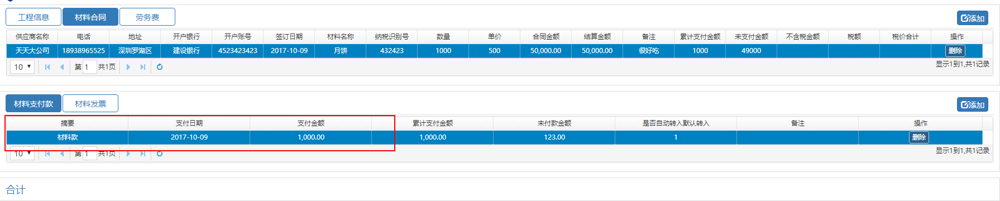 工程信息 材料合同 劳务费 添加
供应商名称 电话 地址 开户银行 开户账号 签订日期 材料名称 纳税识别号 数量 单价 合同金额 结算金额 备注 累计支付金额 未支付金额 不含税金额 税额 税价合计 操作
天天大公司 18938965525 深圳罗湖区 建设银行 4523423423 2017-10-09 月饼 432423 1000 500 50,000.00 50,000.00 很好吃 1000 49000 删除
10 第 1 共1页 显示1到1,共1记录
材料支付款 材料发票 添加
摘要 支付日期 支付金额 累计支付金额 未付款金额 是否自动转入默认转入 备注 操作
材料款 2017-10-09 1,000.00 1,000.00 123.00 1 删除
10 第 1 共1页 显示1到1,共1记录
合计